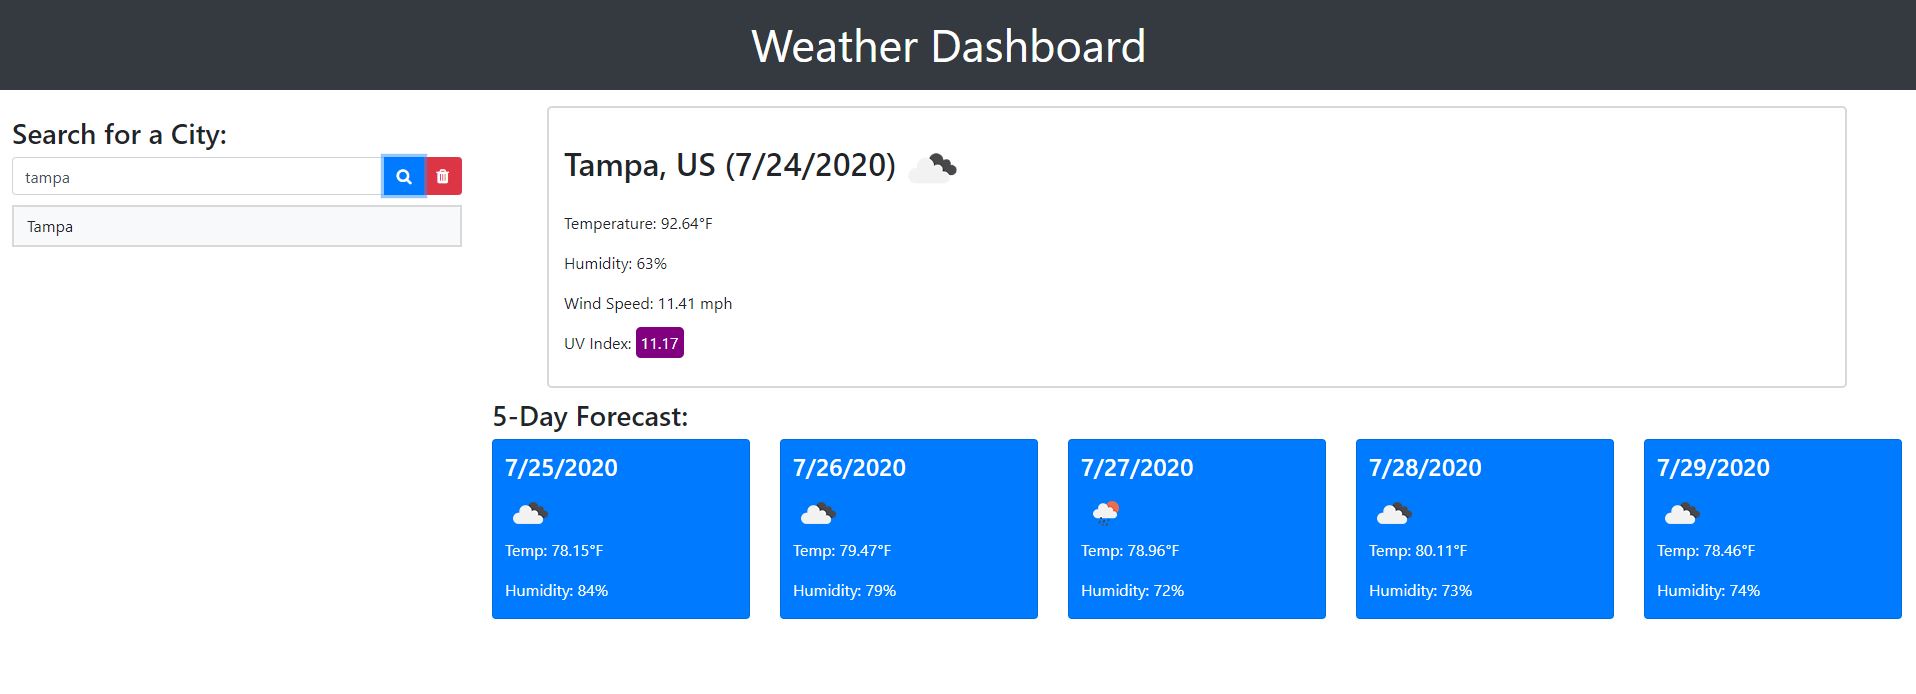 Weather Dashboard
Search for a City:
tampa
Tampa
Tampa, US (7/24/2020)
Temperature: 92.64°F
Humidity: 63%
Wind Speed: 11.41 mph
UV Index: 11.17
5-Day Forecast:
7/25/2020
Temp: 78.15°F
Humidity: 84%
7/26/2020
Temp: 79.47°F
Humidity: 79%
7/27/2020
Temp: 78.96°F
Humidity: 72%
7/28/2020
Temp: 80.11°F
Humidity: 73%
7/29/2020
Temp: 78.46°F
Humidity: 74%